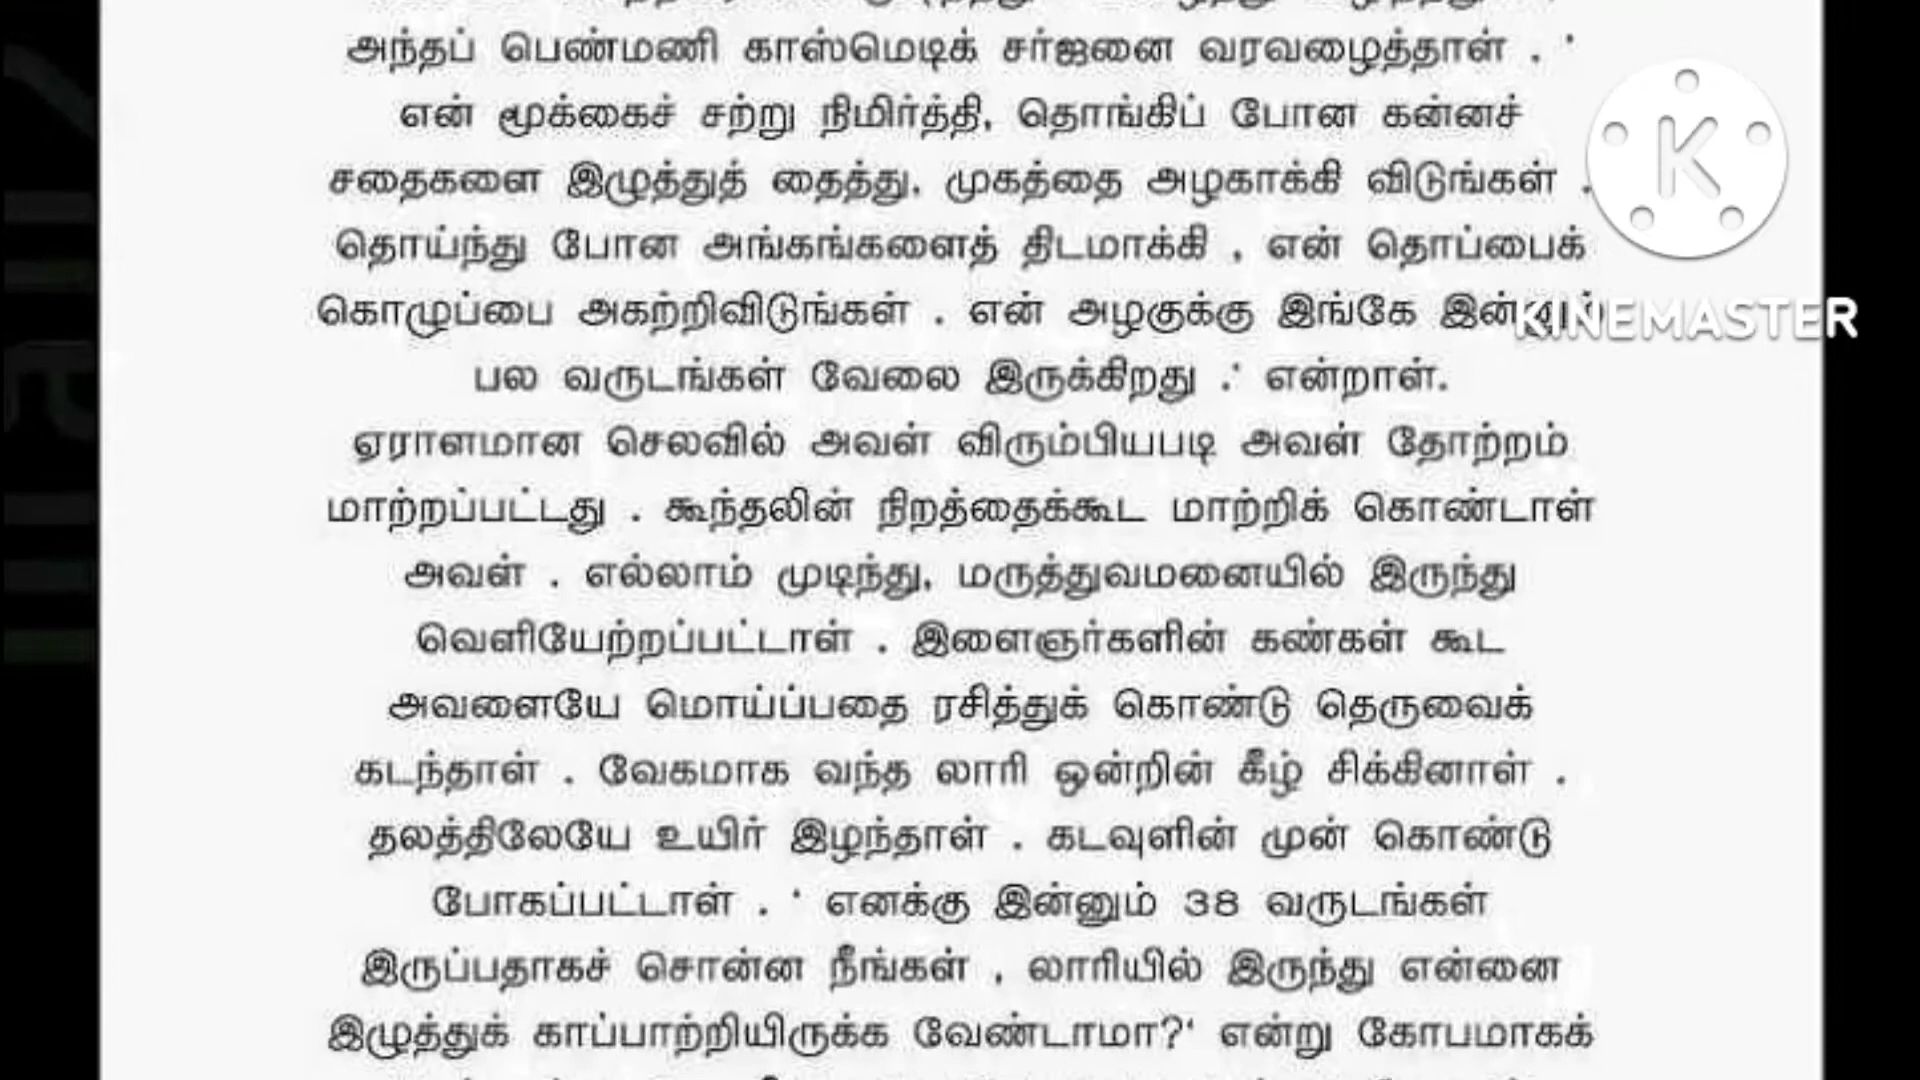 அந்தப் பெண்மணி காஸ்மெடிக் சர்ஜனை வரவழைத்தாள் . '
என் மூக்கைச் சற்று நிமிர்த்தி, தொங்கிப் போன கன்னச்
சதைகளை இழுத்துத் தைத்து, முகத்தை அழகாக்கி விடுங்கள் .
தொய்ந்து போன அங்கங்களைத் திடமாக்கி , என் தொப்பைக்
கொழுப்பை அகற்றிவிடுங்கள் . என் அழகுக்கு இங்கே இன்னும்
KINEMASTER
பல வருடங்கள் வேலை இருக்கிறது .' என்றாள்.
ஏராளமான செலவில் அவள் விரும்பியபடி அவள் தோற்றம்
மாற்றப்பட்டது . கூந்தலின் நிறத்தைக்கூட மாற்றிக் கொண்டாள்
அவள் . எல்லாம் முடிந்து, மருத்துவமனையில் இருந்து
வெளியேற்றப்பட்டாள் . இளைஞர்களின் கண்கள் கூட
அவளையே மொய்ப்பதை ரசித்துக் கொண்டு தெருவைக்
கடந்தாள் . வேகமாக வந்த லாரி ஒன்றின் கீழ் சிக்கினாள் .
தலத்திலேயே உயிர் இழந்தாள் . கடவுளின் முன் கொண்டு
போகப்பட்டாள் . ' எனக்கு இன்னும் 38 வருடங்கள்
இருப்பதாகச் சொன்ன நீங்கள் , லாரியில் இருந்து என்னை
இழுத்துக் காப்பாற்றியிருக்க வேண்டாமா?' என்று கோபமாகக்